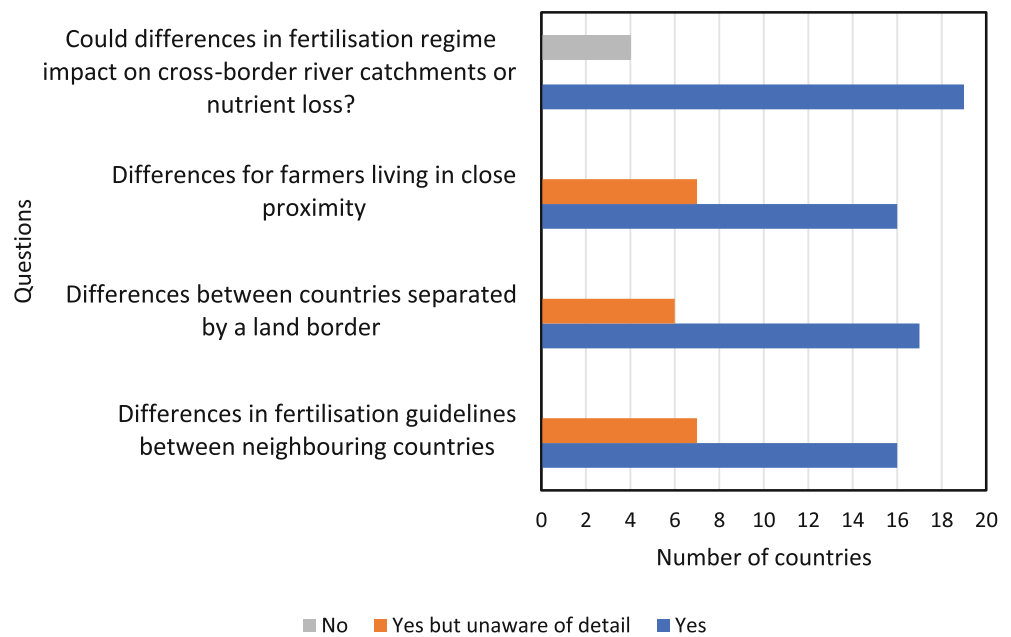 Could differences in fertilisation regime
impact on cross-border river catchments or
nutrient loss?
Differences for farmers living in close
proximity
Questions
Differences between countries separated
by a land border
Differences in fertilisation guidelines
between neighbouring countries
0 2 4 6 8 10 12 14 16 18 20
Number of countries
No Yes but unaware of detail Yes